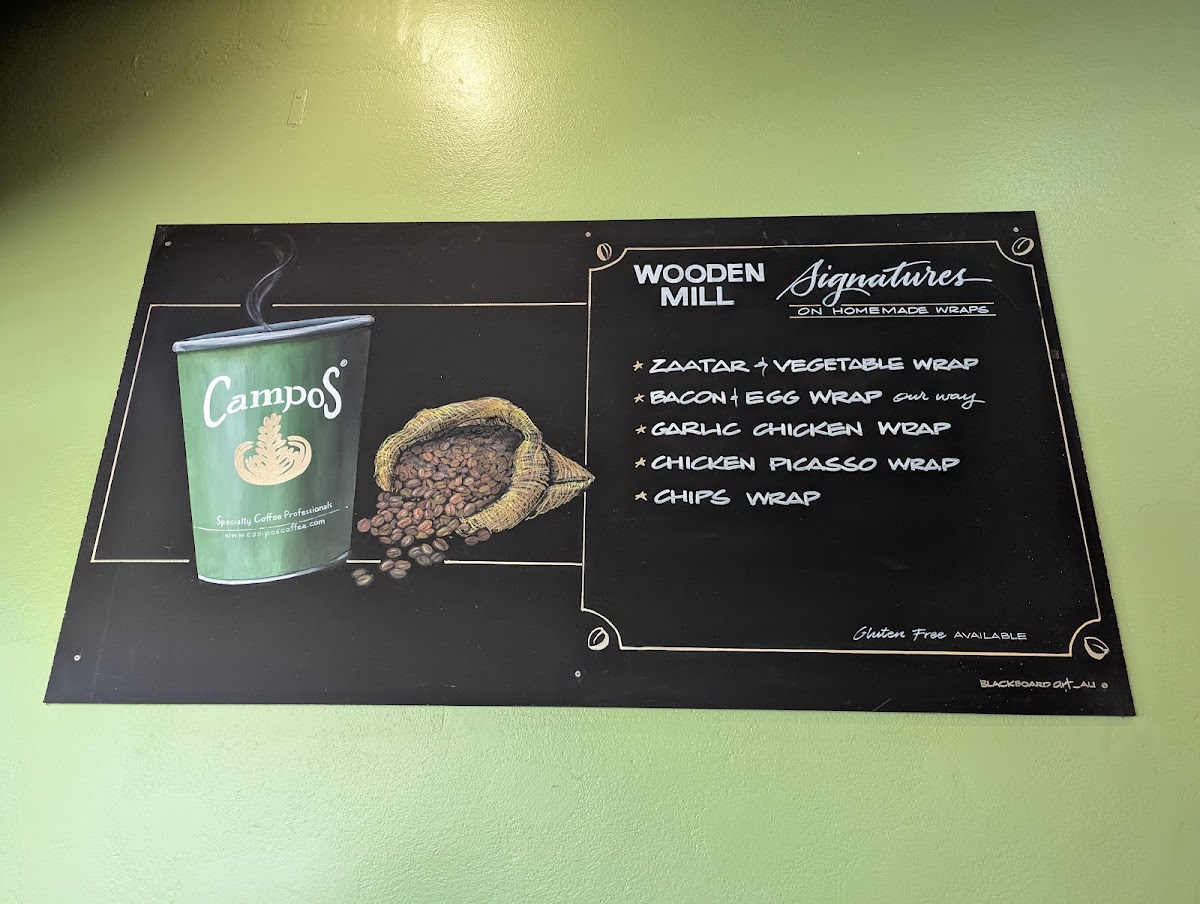 Campos
Specialty Coffee Professionals
www.camposcoffee.com
WOODEN
MILL
Signatures
ON HOMEMADE WRAPS
ZAATAR + VEGETABLE WRAP
BACON + EGG WRAP our way
GARLIC CHICKEN WRAP
CHICKEN PICASSO WRAP
CHIPS WRAP
Gluten Free AVAILABLE
BLACKBOARD art_ALI